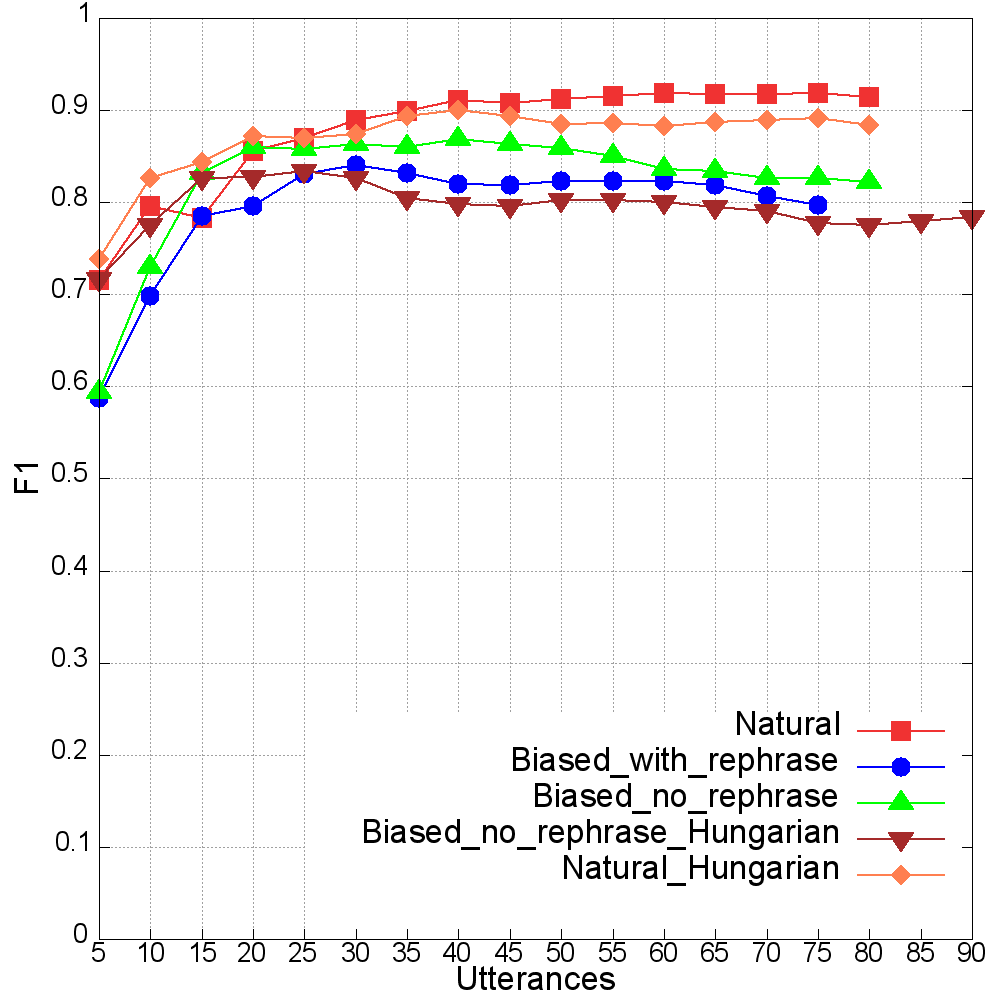 1
0.9
0.8
0.7
0.6
0.5
0.4
0.3
0.2
0.1
0
F1
Natural
Biased_with_rephrase
Biased_no_rephrase
Biased_no_rephrase_Hungarian
Natural_Hungarian
5 10 15 20 25 30 35 40 45 50 55 60 65 70 75 80 85 90
Utterances